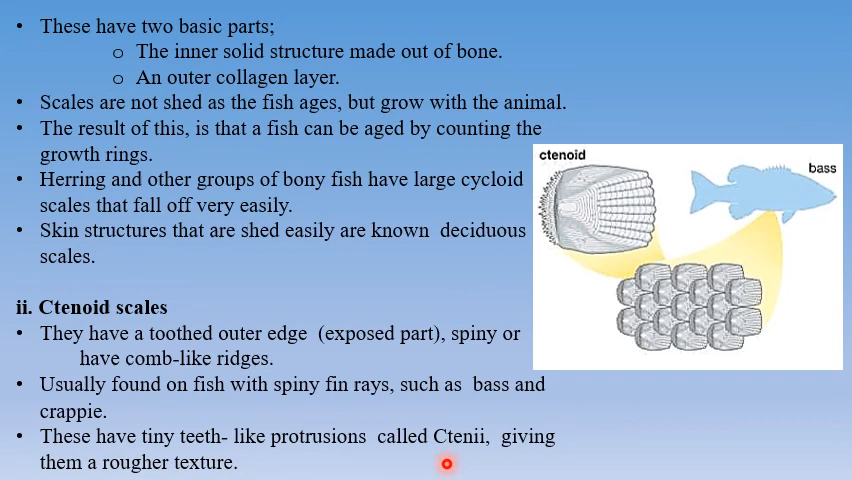 • These have two basic parts;
o The inner solid structure made out of bone.
o An outer collagen layer.
• Scales are not shed as the fish ages, but grow with the animal.
• The result of this, is that a fish can be aged by counting the
growth rings.
• Herring and other groups of bony fish have large cycloid
scales that fall off very easily.
• Skin structures that are shed easily are known deciduous
scales.
ii. Ctenoid scales
• They have a toothed outer edge (exposed part), spiny or
have comb-like ridges.
• Usually found on fish with spiny fin rays, such as bass and
crappie.
• These have tiny teeth- like protrusions called Ctenii, giving
them a rougher texture.
ctenoid
bass